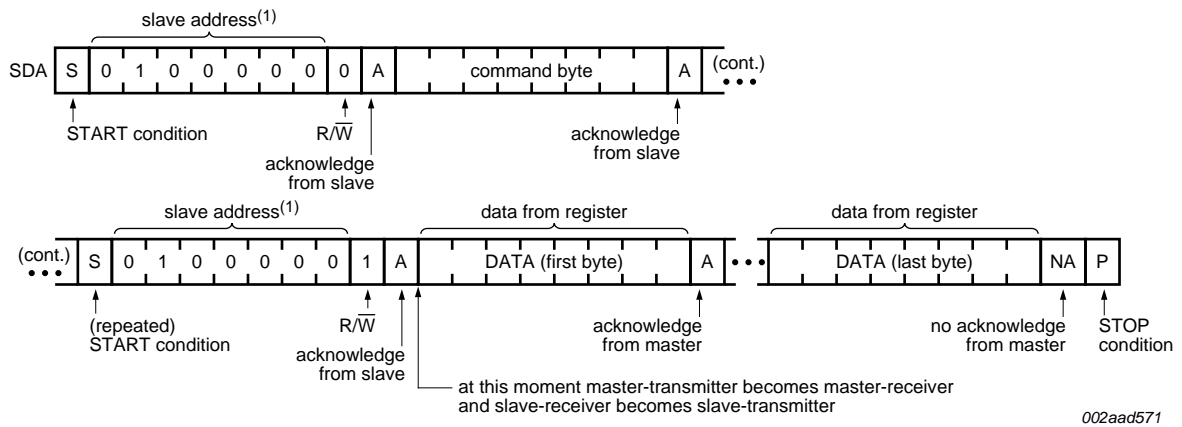 slave address(1)
SDA S 0 1 0 0 0 0 0 0 A command byte A (cont.)
START condition R/W acknowledge from slave acknowledge from slave
slave address(1) data from register data from register
(cont.) S 0 1 0 0 0 0 0 1 A DATA (first byte) A DATA (last byte) NA P
(repeated) START condition R/W acknowledge from slave acknowledge from master no acknowledge from master STOP condition
at this moment master-transmitter becomes master-receiver
and slave-receiver becomes slave-transmitter
002aad571